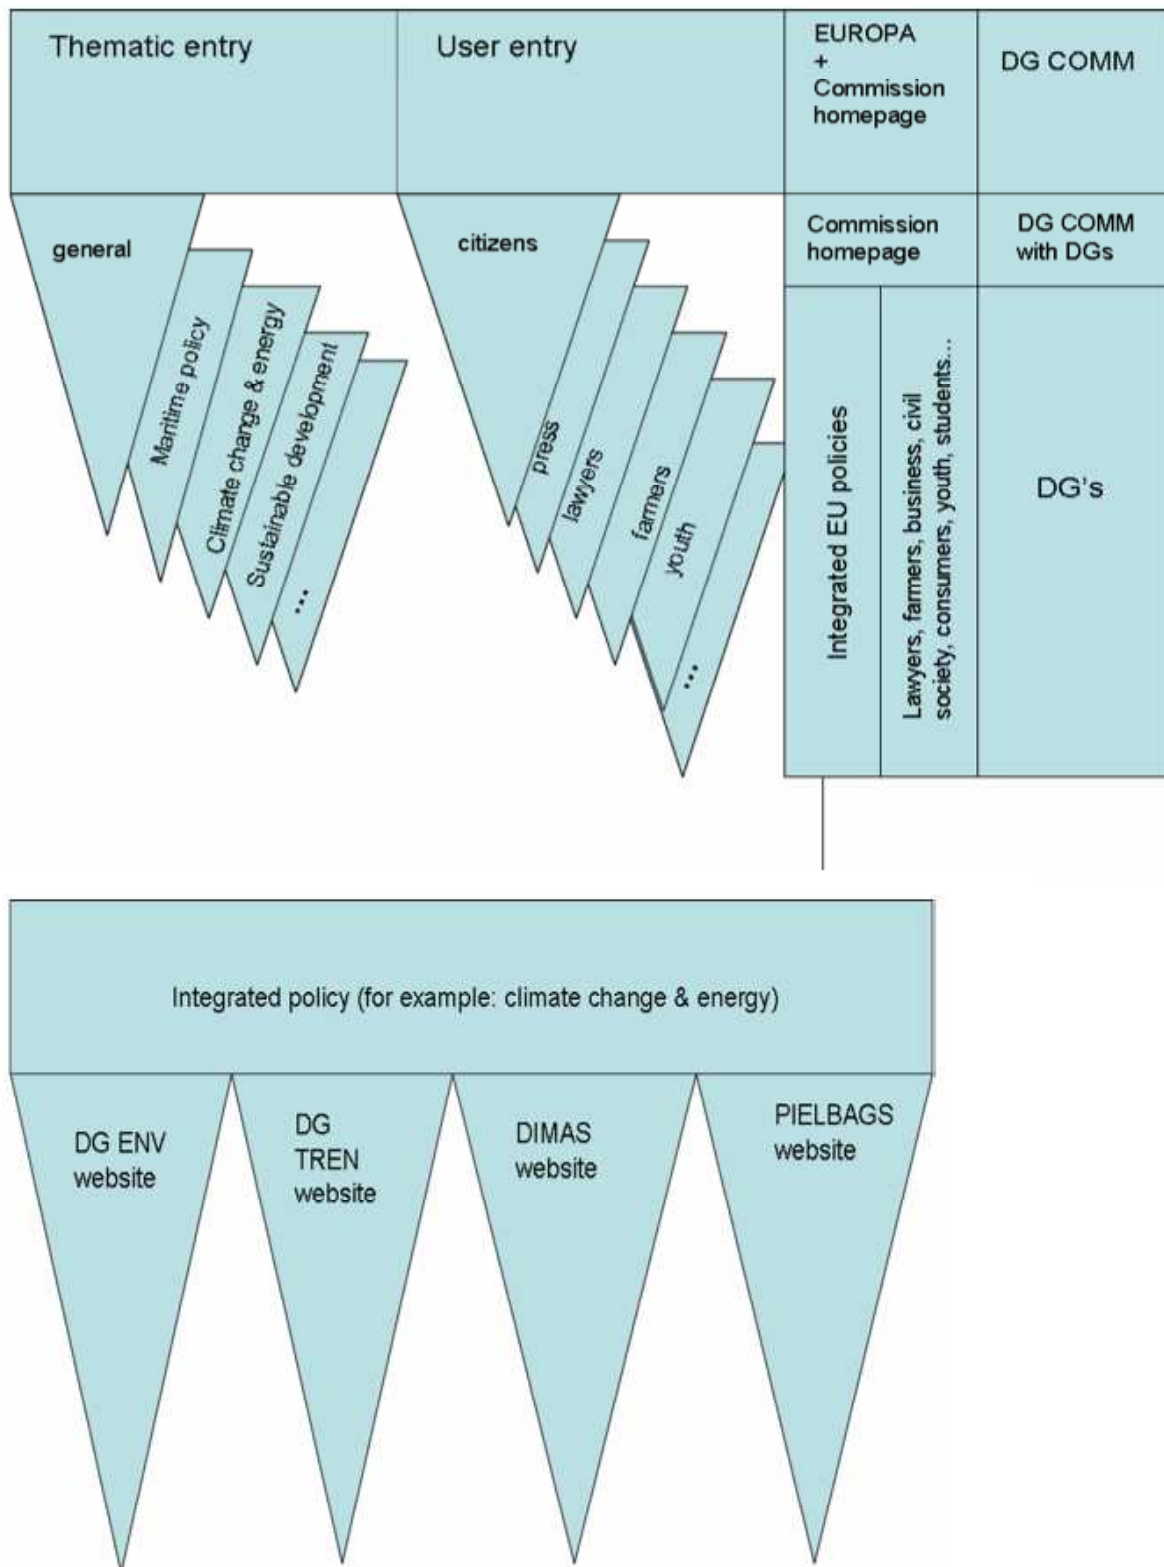 Thematic entry
User entry
EUROPA
+
Commission
homepage
DG COMM
general
Maritime policy
Climate change & energy
Sustainable development
...
citizens
press
lawyers
farmers
youth
...
Commission
homepage
DG COMM
with DGs
Integrated EU policies
Lawyers, farmers, business, civil
society, consumers, youth, students...
DG's
Integrated policy (for example: climate change & energy)
DG ENV
website
DG
TREN
website
DIMAS
website
PIELBAGS
website